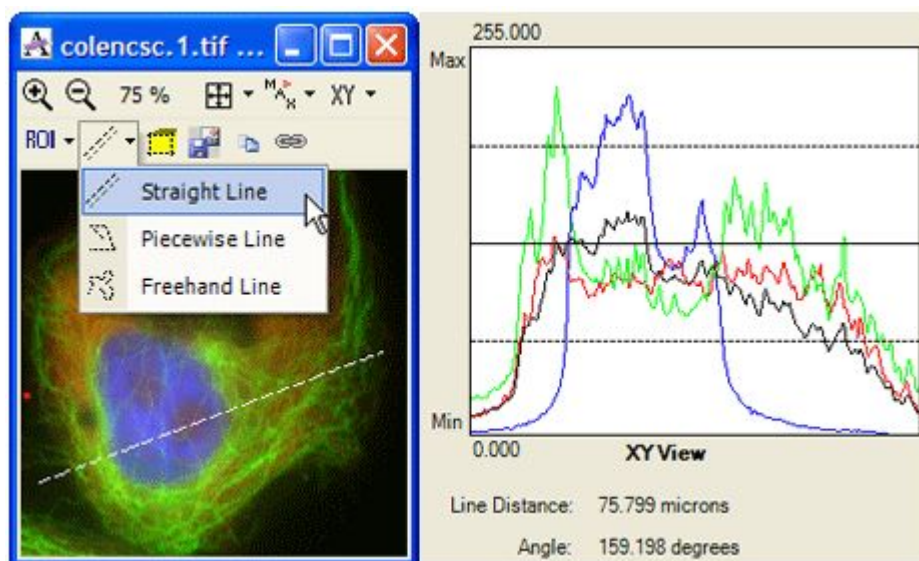 colencsc.1.tif ...
75 %
XY
ROI
Straight Line
Piecewise Line
Freehand Line
255.000
Max
Min
0.000
XY View
Line Distance: 75.799 microns
Angle: 159.198 degrees